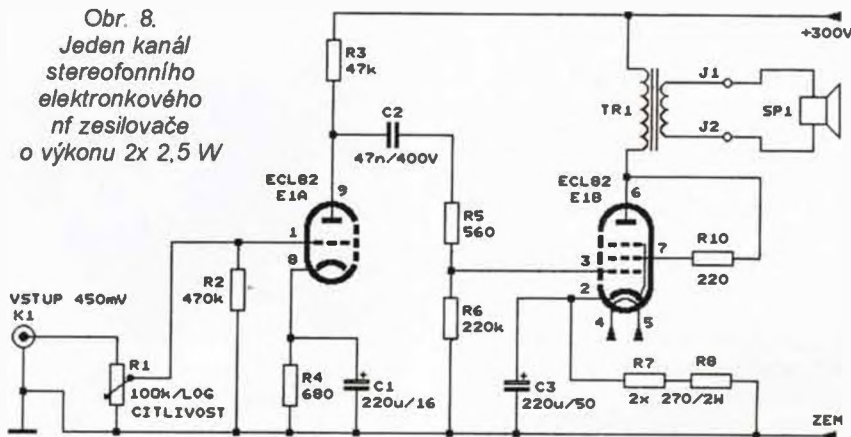 Obr. 8.
Jeden kanál
stereofonního
elektronkového
nf zesilovače
o výkonu 2x 2,5 W
+300V
R3
47k
C2
47n/400V
TR1
J1
J2
SP1
ECL82
E1A
9
1
8
R2
470k
R5
560
R6
220k
ECL82
E1B
6
7
3
2
4
5
R10
220
VSTUP 450mV
K1
R1
100k/LOG
CITLIVOST
R4
680
C1
+
220u/16
C3
+
220u/50
R7
R8
2x 270/2W
ZEM